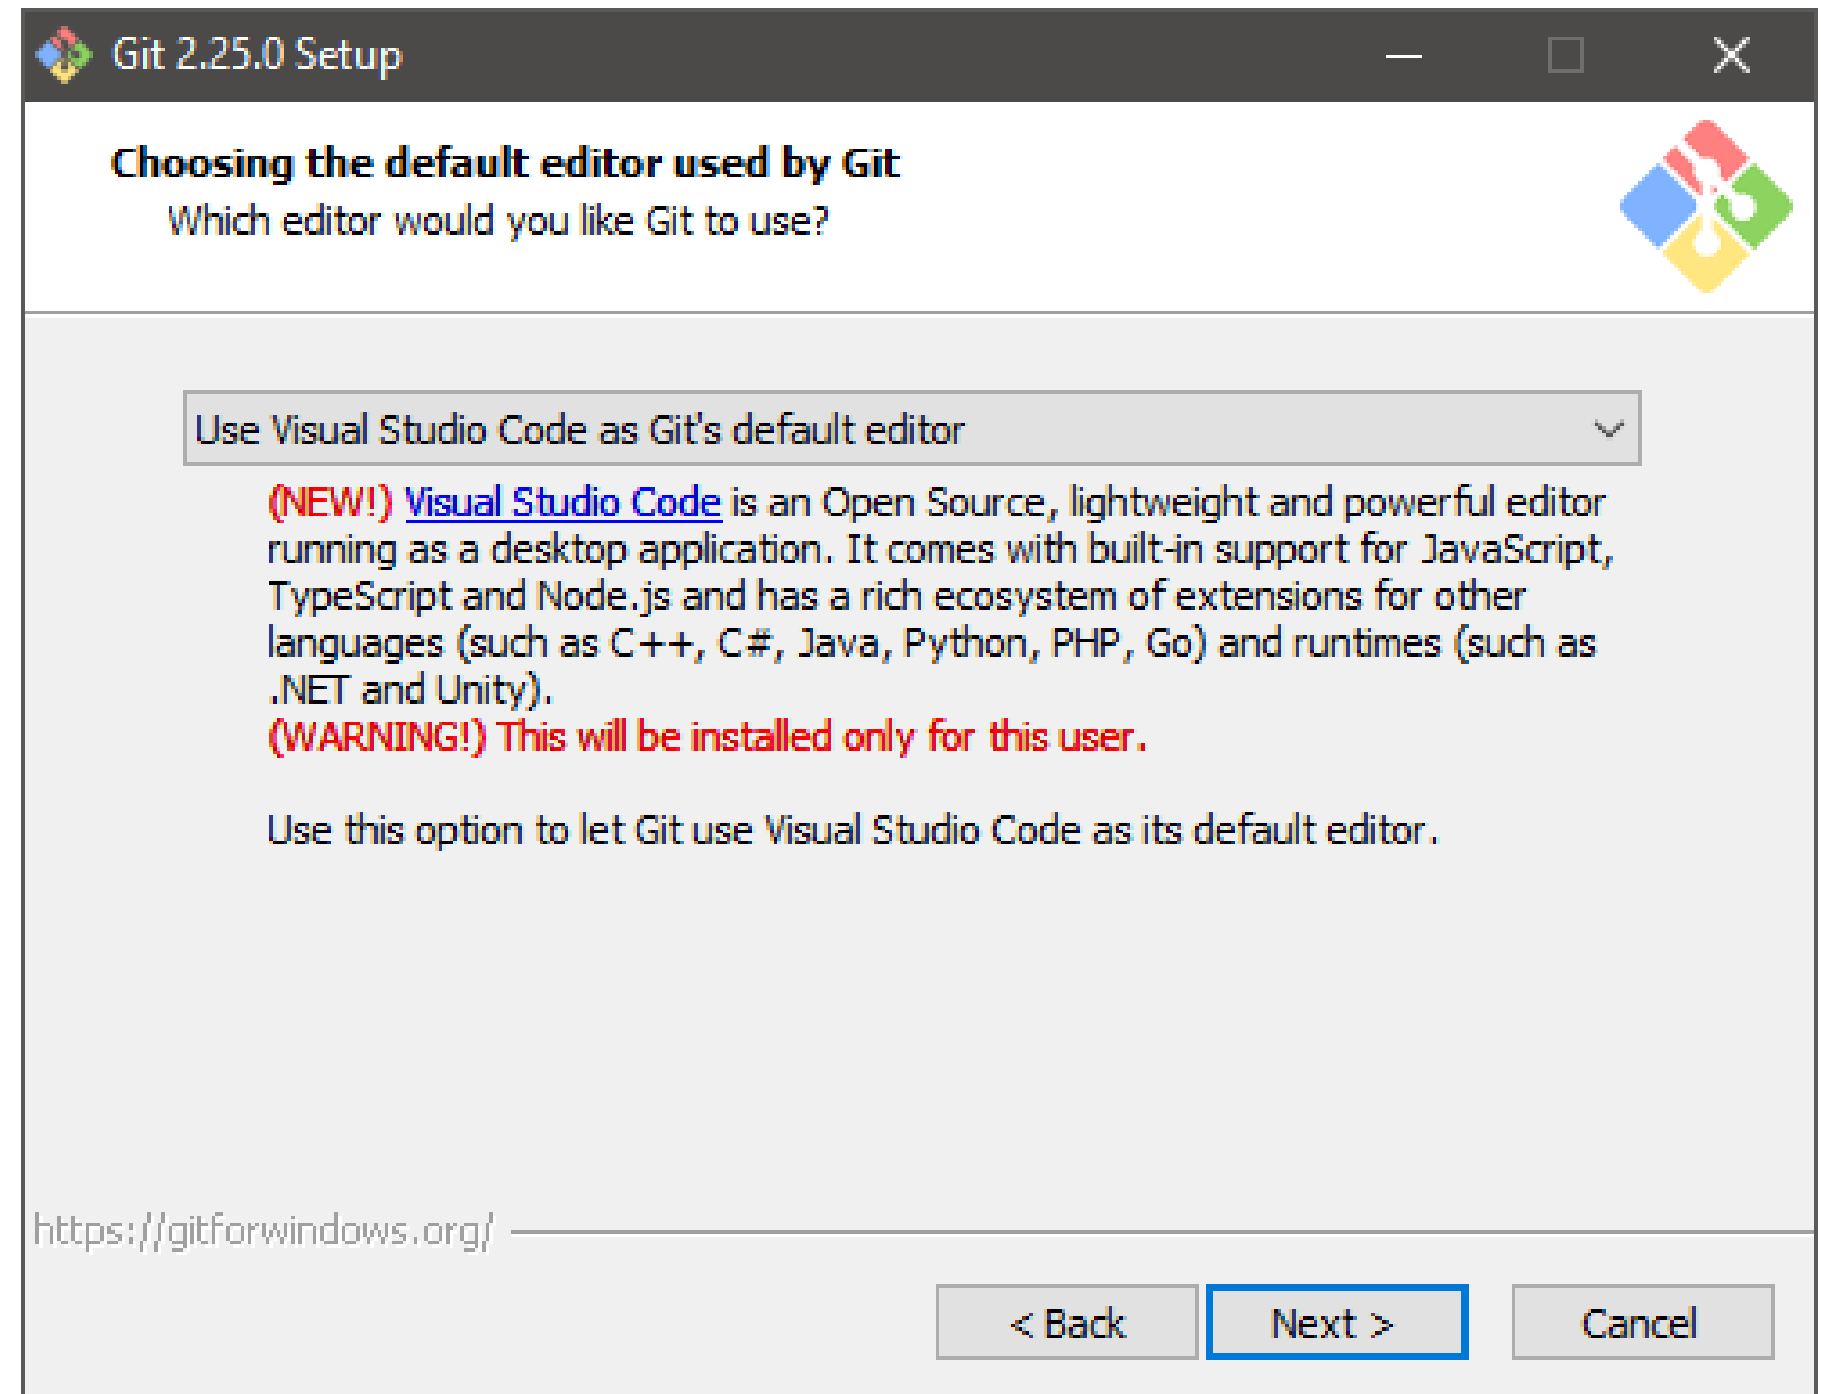 Git 2.25.0 Setup
Choosing the default editor used by Git
Which editor would you like Git to use?
Use Visual Studio Code as Git's default editor
(NEW!) Visual Studio Code is an Open Source, lightweight and powerful editor
running as a desktop application. It comes with built-in support for JavaScript,
TypeScript and Node.js and has a rich ecosystem of extensions for other
languages (such as C++, C#, Java, Python, PHP, Go) and runtimes (such as
.NET and Unity).
(WARNING!) This will be installed only for this user.
Use this option to let Git use Visual Studio Code as its default editor.
https://gitforwindows.org/
< Back Next > Cancel